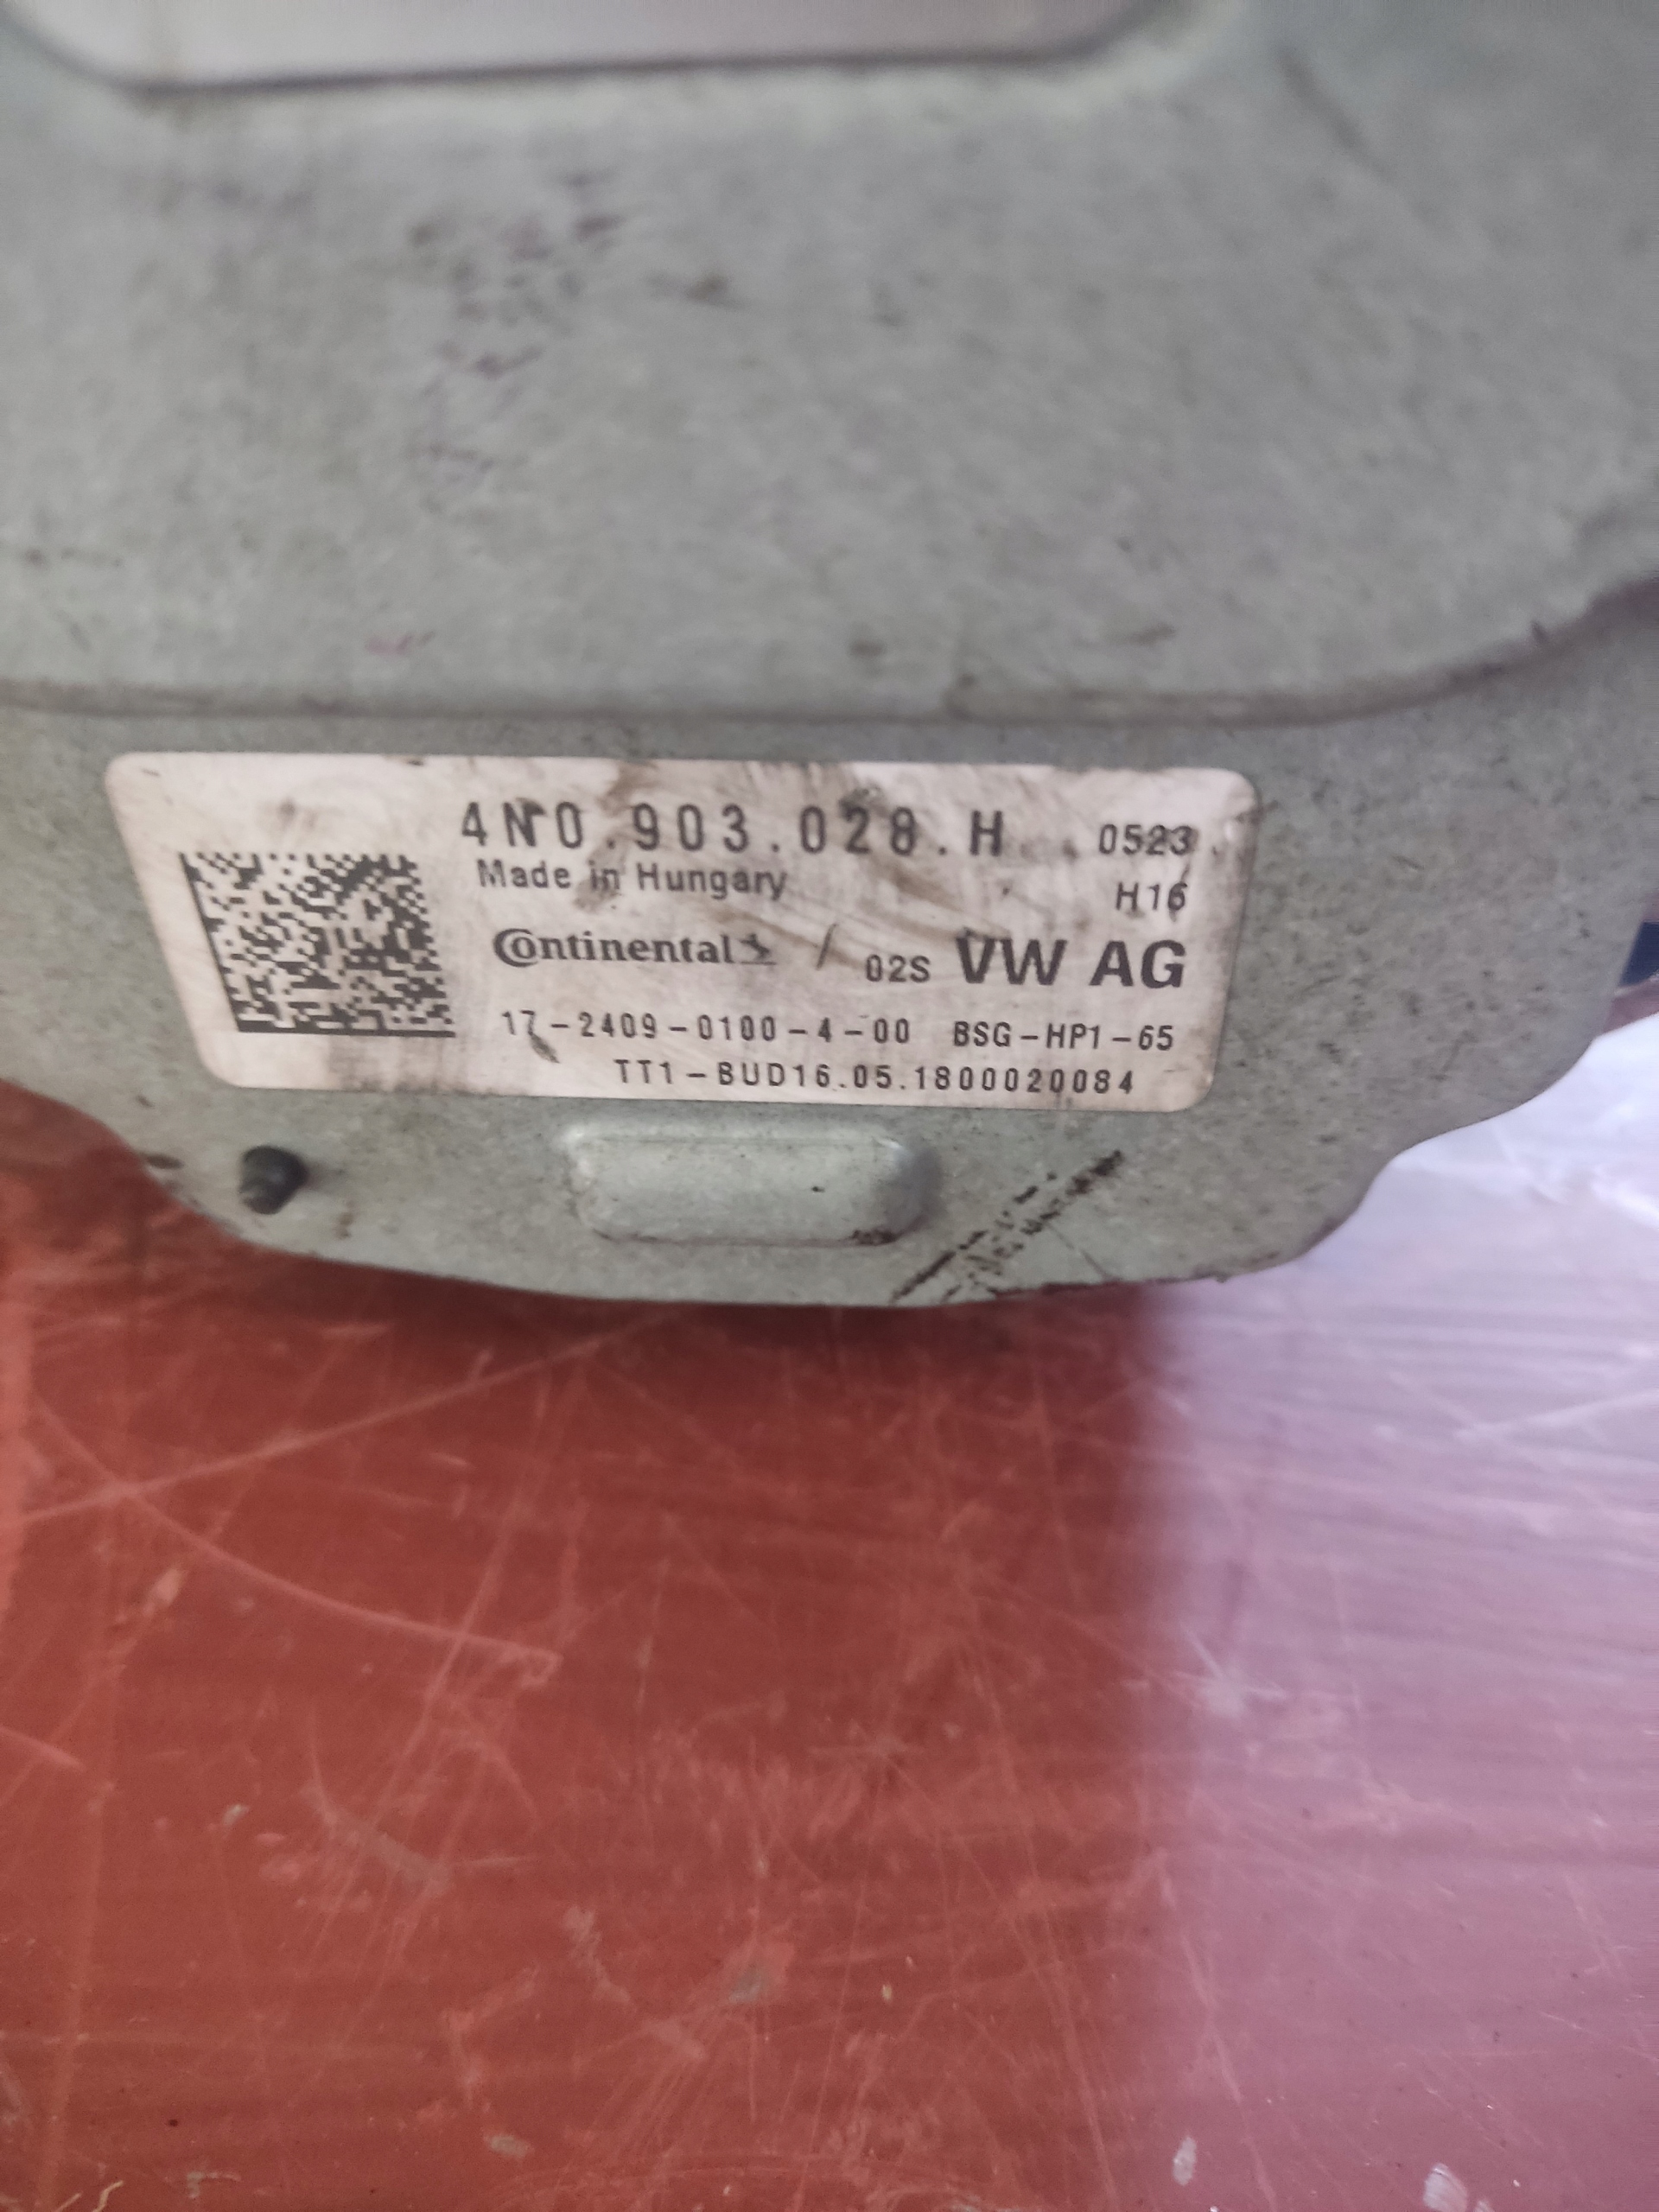 4N0.903.028.H 0523
Made in Hungary H16
Continental / 02S VW AG
17-2409-0100-4-00 BSG-HP1-65
TT1-BUD16.05.1800020084